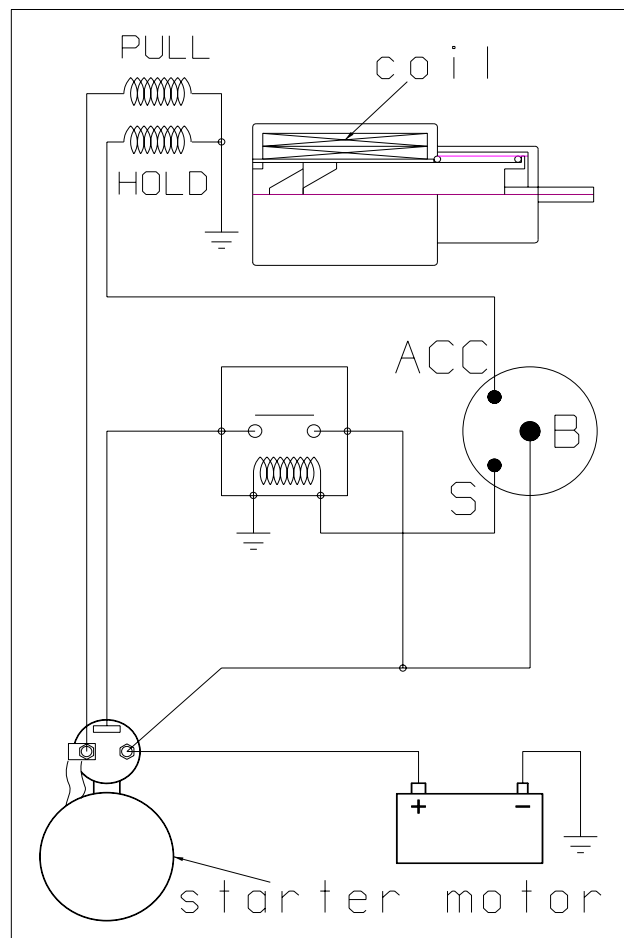 PULL
coil
HOLD
ACC
B
S
+ −
starter motor